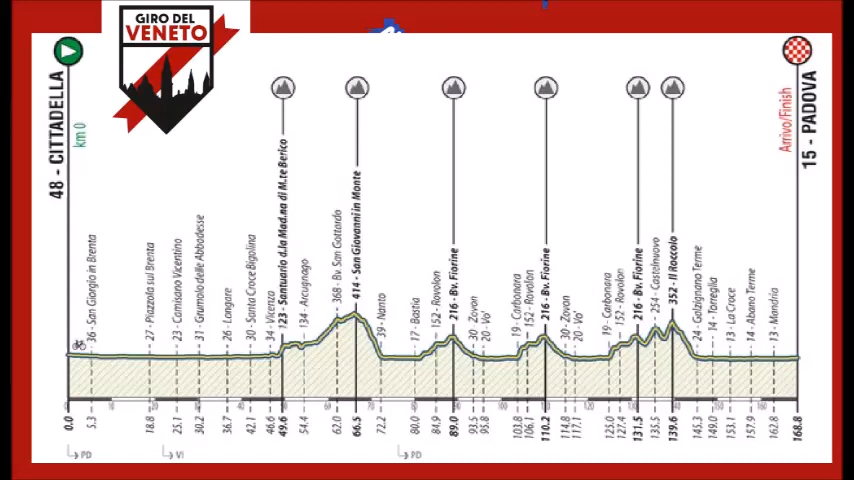 GIRO DEL
VENETO
48 - CITTADELLA
km 0
36 - San Giorgio in Brenta
27 - Piazzola sul Brenta
23 - Camisano Vicentino
31 - Grumolo delle Abbadesse
26 - Longare
30 - Santa Croce Bigolina
34 - Vicenza
123 - Santuario d.la Mad.na di M.te Berico
134 - Arcugnano
368 - Bv. San Gottardo
414 - San Giovanni in Monte
39 - Nanto
17 - Bastia
152 - Rovolon
216 - Bv. Fiorine
30 - Zovon
20 - Vo'
19 - Carbonara
152 - Rovolon
216 - Bv. Fiorine
30 - Zovon
20 - Vo'
19 - Carbonara
152 - Rovolon
216 - Bv. Fiorine
254 - Castelnuovo
352 - Il Roccolo
24 - Galzignano Terme
14 - Torreglia
13 - La Croce
14 - Abano Terme
13 - Mandria
Arrivo/Finish
15 - PADOVA
0.0
5.3
18.9
25.1
30.2
36.7
42.1
46.6
49.6
54.4
62.0
66.5
72.2
80.0
84.9
89.0
93.5
95.8
103.8
106.1
110.2
114.8
117.1
125.0
127.4
131.5
135.5
139.6
145.3
149.0
153.1
157.9
162.8
168.8
PD
VI
PD